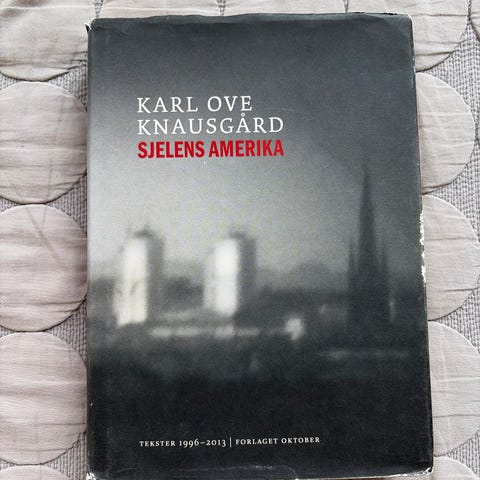 KARL OVE
KNAUSGÅRD
SJELENS AMERIKA
TEKSTER 1996–2013 | FORLAGET OKTOBER